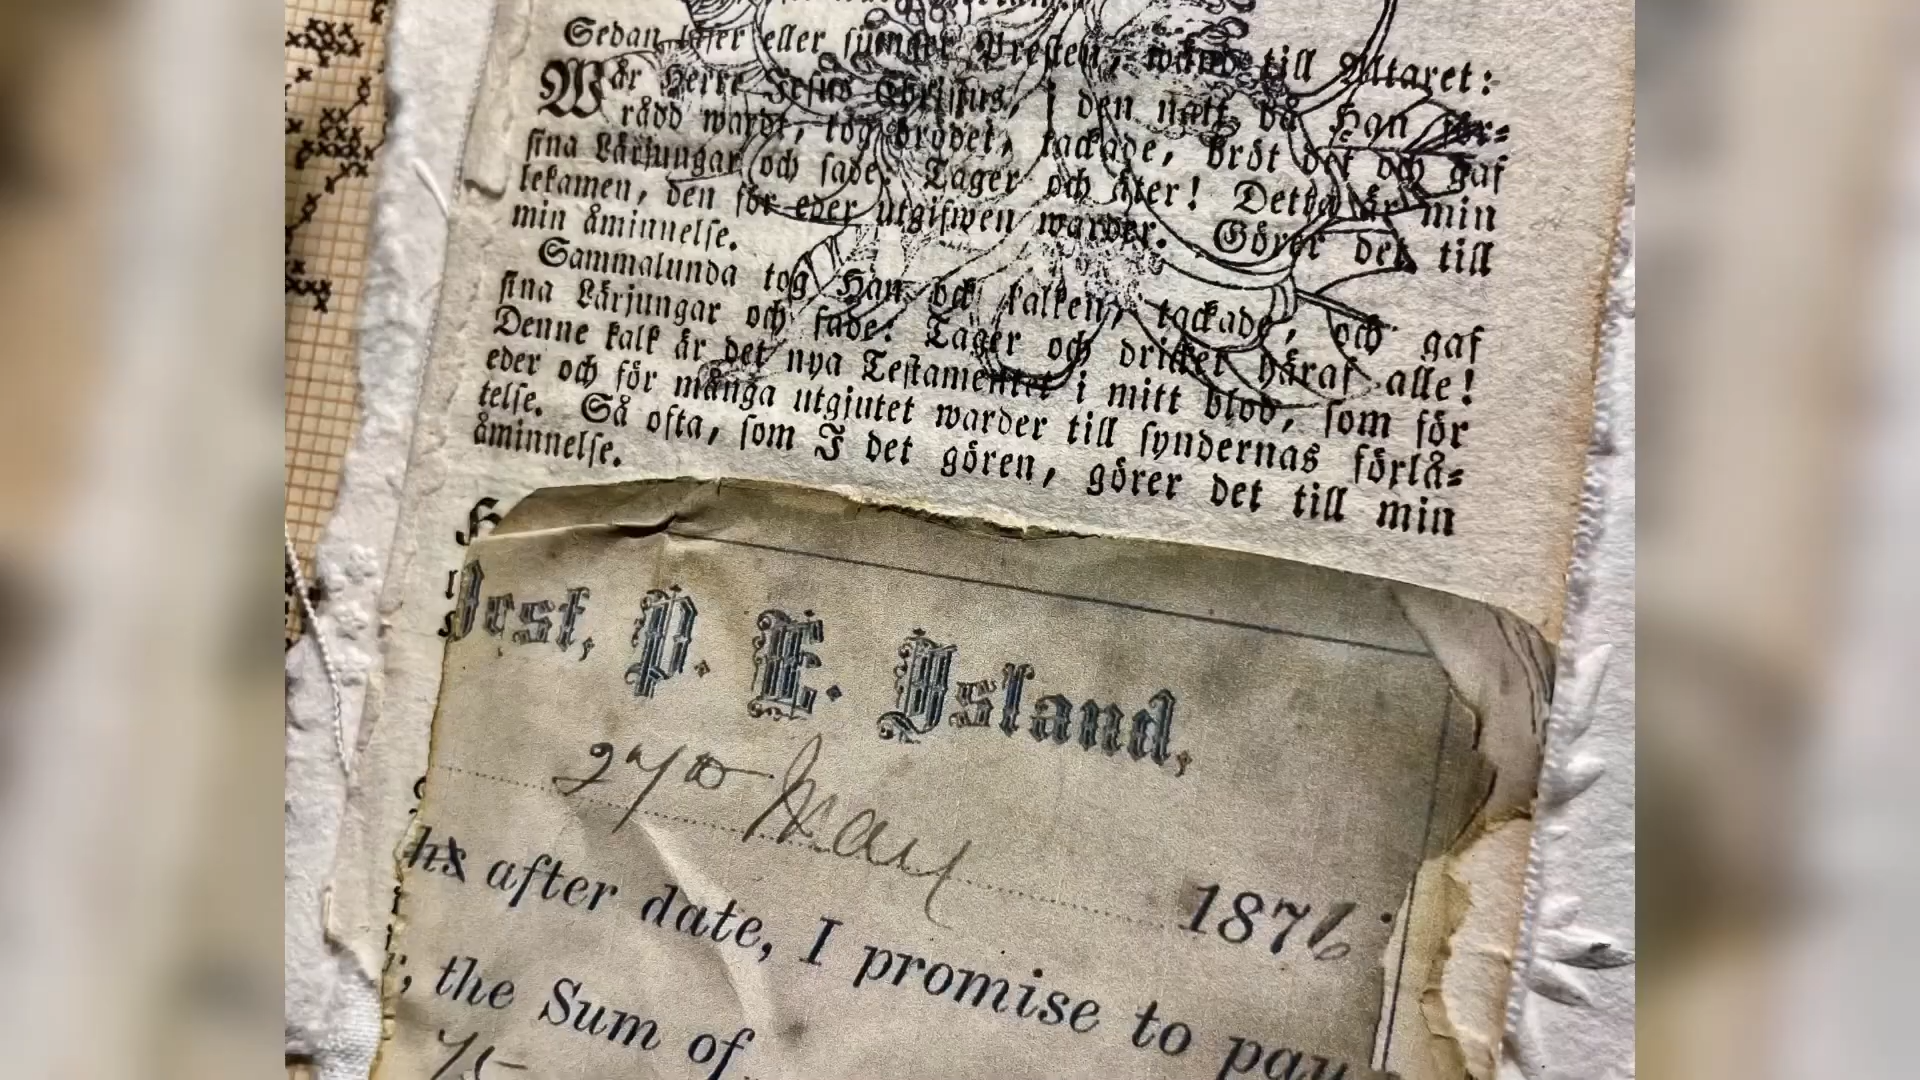 Sedan läser eller sjunger Presten, wänd till Altaret:
Wår Herre Jesus Christus, i den natt då Han för-
rådd wardt, tog brödet, tackade, bröt det och gaf
sina Lärjungar och sade: Tager och äter! Detta är min
lekamen, den för eder utgifwen warder. Görer det till
min åminnelse.
Sammalunda tog Han ock kalken, tackade, och gaf
sina Lärjungar och sade: Tager och dricker häraf alle!
Denne kalk är det nya Testamentet i mitt blod, som för
eder och för många utgjutet warder till syndernas förlå-
telse. Så ofta, som I det gören, görer det till min
åminnelse.
P. E. Island,
May 1876
hs after date, I promise to pay
, the Sum of
75